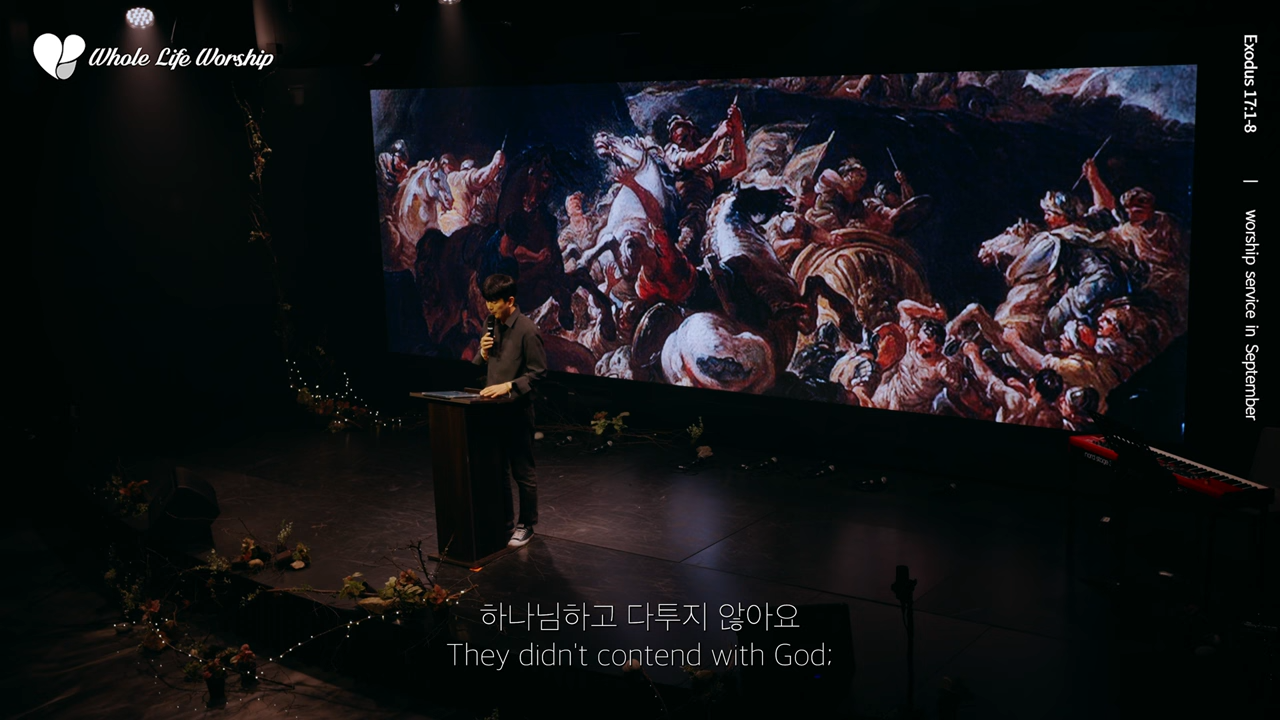 Whole Life Worship
Exodus 17:1-8 | worship service in September
하나님하고 다투지 않아요
They didn't contend with God;